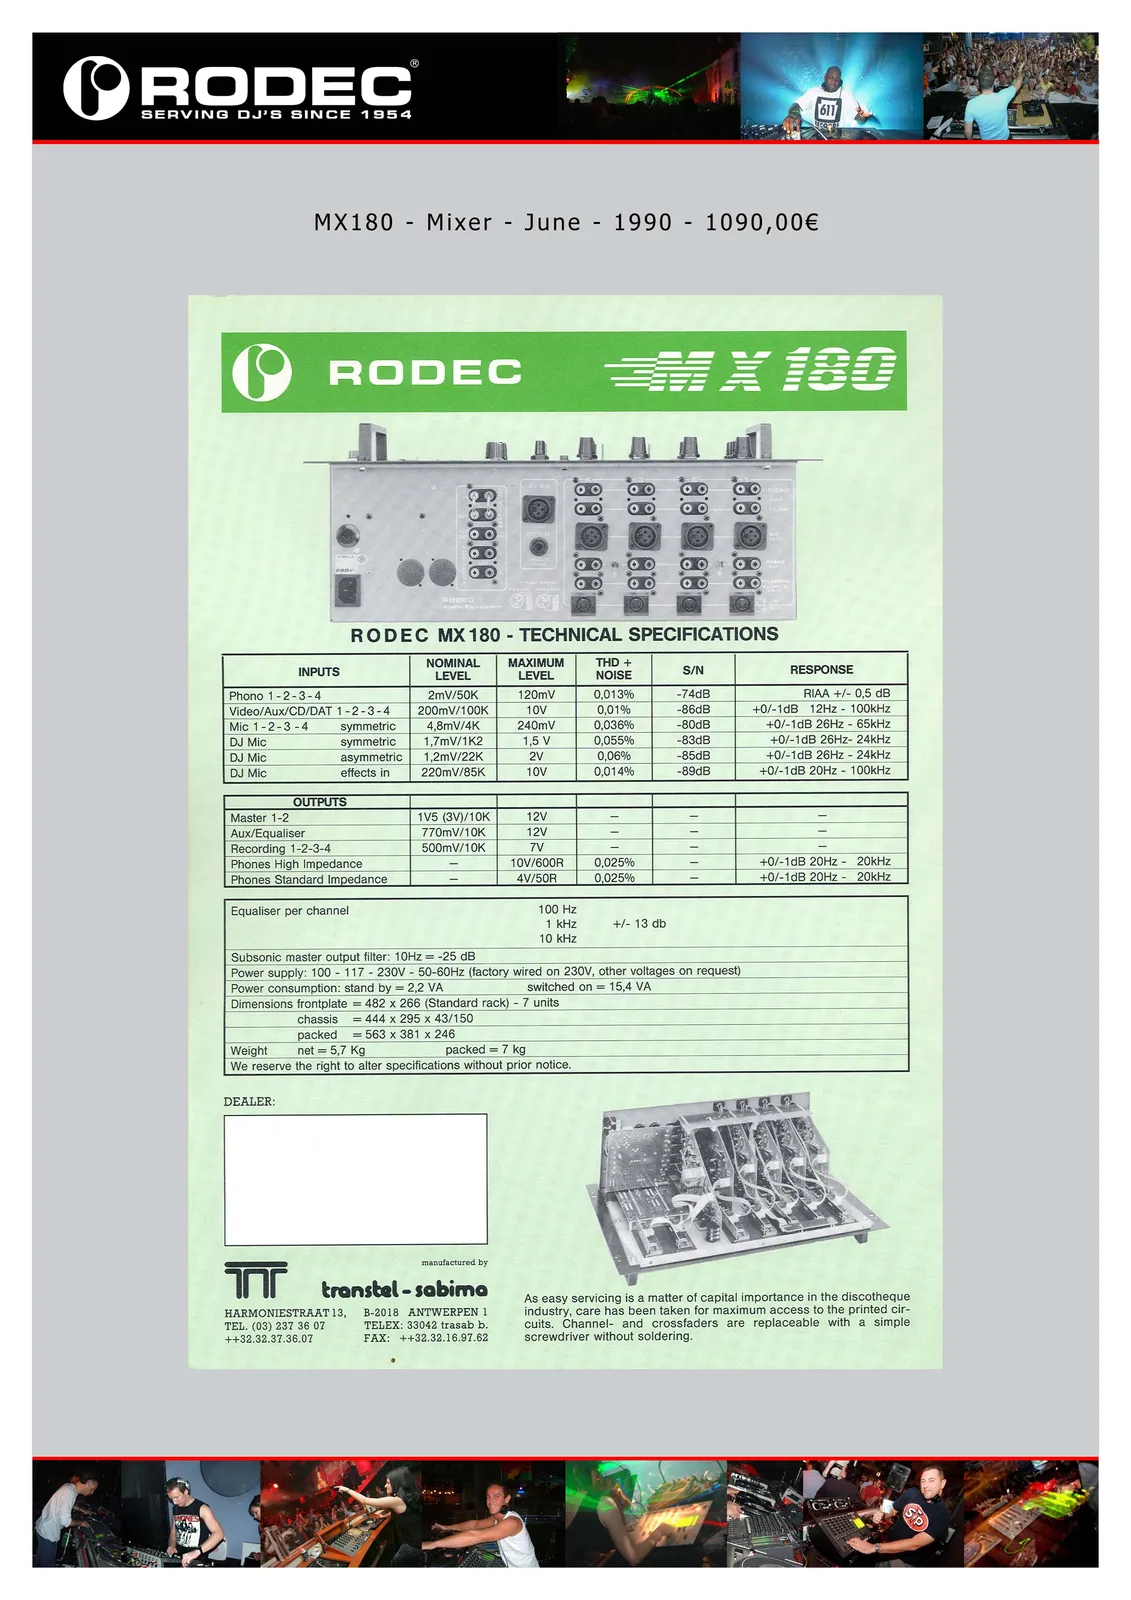 RODEC®
SERVING DJ'S SINCE 1954
611
MX180 - Mixer - June - 1990 - 1090,00€
RODEC MX180
RODEC MX180 - TECHNICAL SPECIFICATIONS
INPUTS NOMINAL LEVEL MAXIMUM LEVEL THD + NOISE S/N RESPONSE
Phono 1 - 2 - 3 - 4 2mV/50K 120mV 0,013% -74dB RIAA +/- 0,5 dB
Video/Aux/CD/DAT 1 - 2 - 3 - 4 200mV/100K 10V 0,01% -86dB +0/-1dB 12Hz - 100kHz
Mic 1 - 2 - 3 - 4 symmetric 4,8mV/4K 240mV 0,036% -80dB +0/-1dB 26Hz - 65kHz
DJ Mic symmetric 1,7mV/1K2 1,5 V 0,055% -83dB +0/-1dB 26Hz- 24kHz
DJ Mic asymmetric 1,2mV/22K 2V 0,06% -85dB +0/-1dB 26Hz - 24kHz
DJ Mic effects in 220mV/85K 10V 0,014% -89dB +0/-1dB 20Hz - 100kHz
OUTPUTS
Master 1-2 1V5 (3V)/10K 12V – – –
Aux/Equaliser 770mV/10K 12V – – –
Recording 1-2-3-4 500mV/10K 7V – – –
Phones High Impedance – 10V/600R 0,025% – +0/-1dB 20Hz - 20kHz
Phones Standard Impedance – 4V/50R 0,025% – +0/-1dB 20Hz - 20kHz
Equaliser per channel 100 Hz
1 kHz +/- 13 db
10 kHz
Subsonic master output filter: 10Hz = -25 dB
Power supply: 100 - 117 - 230V - 50-60Hz (factory wired on 230V, other voltages on request)
Power consumption: stand by = 2,2 VA switched on = 15,4 VA
Dimensions frontplate = 482 x 266 (Standard rack) - 7 units
chassis = 444 x 295 x 43/150
packed = 563 x 381 x 246
Weight net = 5,7 Kg packed = 7 kg
We reserve the right to alter specifications without prior notice.
DEALER:
manufactured by
transtel - sabima
HARMONIESTRAAT 13, B-2018 ANTWERPEN 1
TEL. (03) 237 36 07 TELEX: 33042 trasab b.
++32.32.37.36.07 FAX: ++32.32.16.97.62
As easy servicing is a matter of capital importance in the discotheque
industry, care has been taken for maximum access to the printed cir-
cuits. Channel- and crossfaders are replaceable with a simple
screwdriver without soldering.